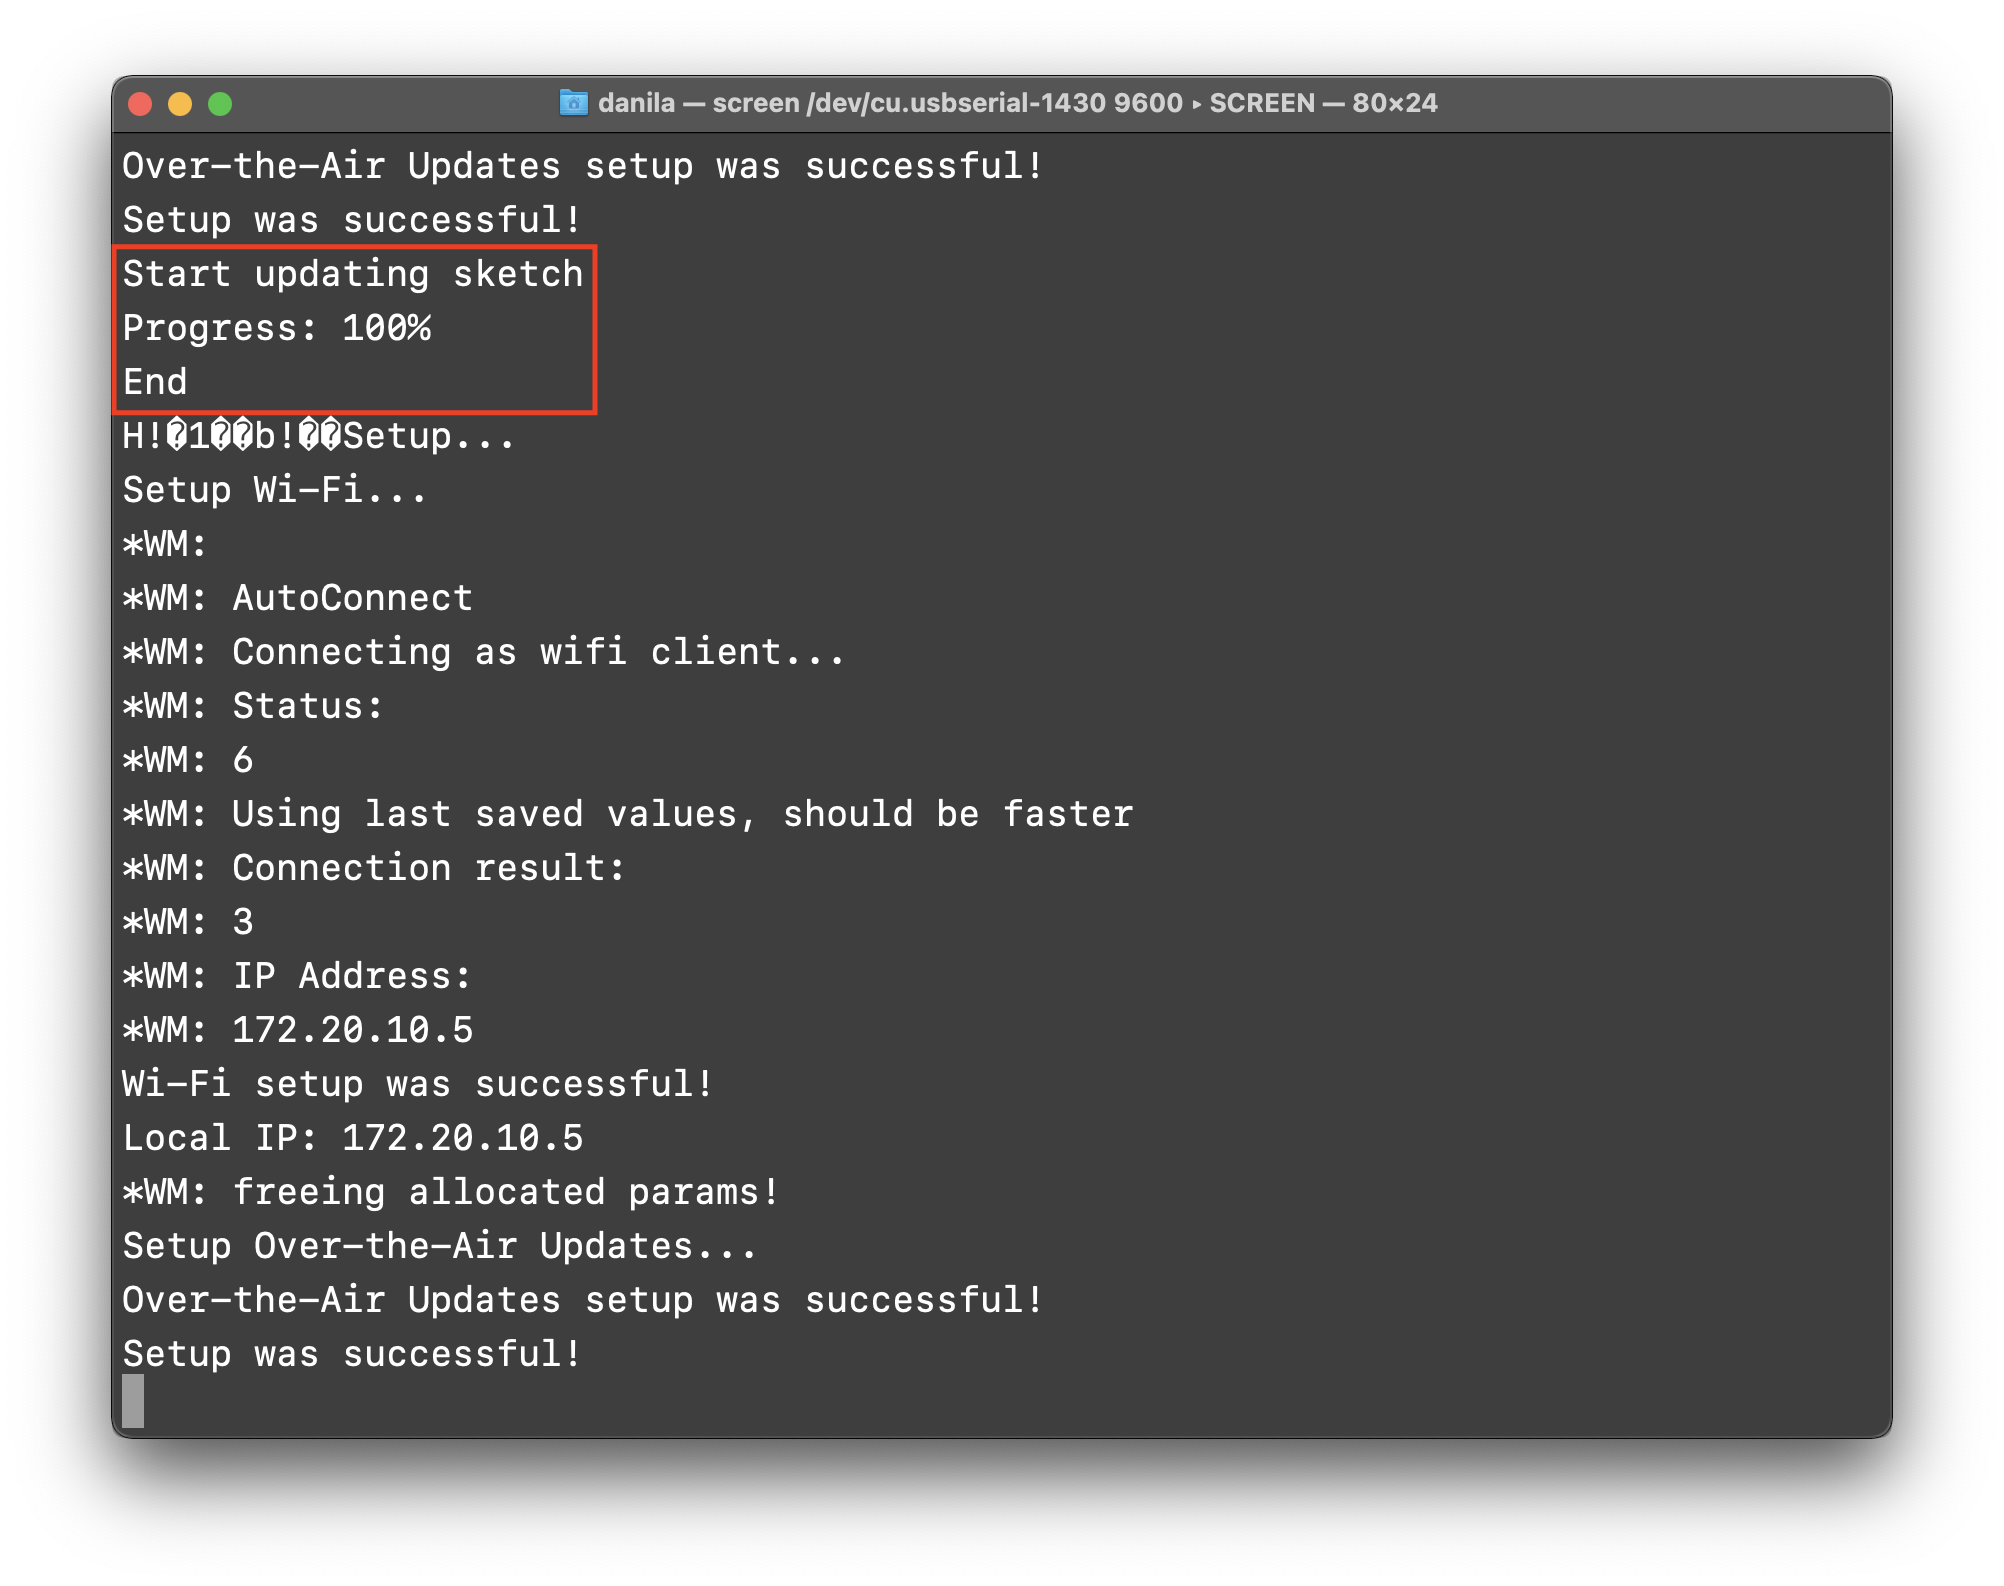 danila — screen /dev/cu.usbserial-1430 9600 ▸ SCREEN — 80×24
Over-the-Air Updates setup was successful!
Setup was successful!
Start updating sketch
Progress: 100%
End
H!�1��b!��Setup...
Setup Wi-Fi...
*WM:
*WM: AutoConnect
*WM: Connecting as wifi client...
*WM: Status:
*WM: 6
*WM: Using last saved values, should be faster
*WM: Connection result:
*WM: 3
*WM: IP Address:
*WM: 172.20.10.5
Wi-Fi setup was successful!
Local IP: 172.20.10.5
*WM: freeing allocated params!
Setup Over-the-Air Updates...
Over-the-Air Updates setup was successful!
Setup was successful!